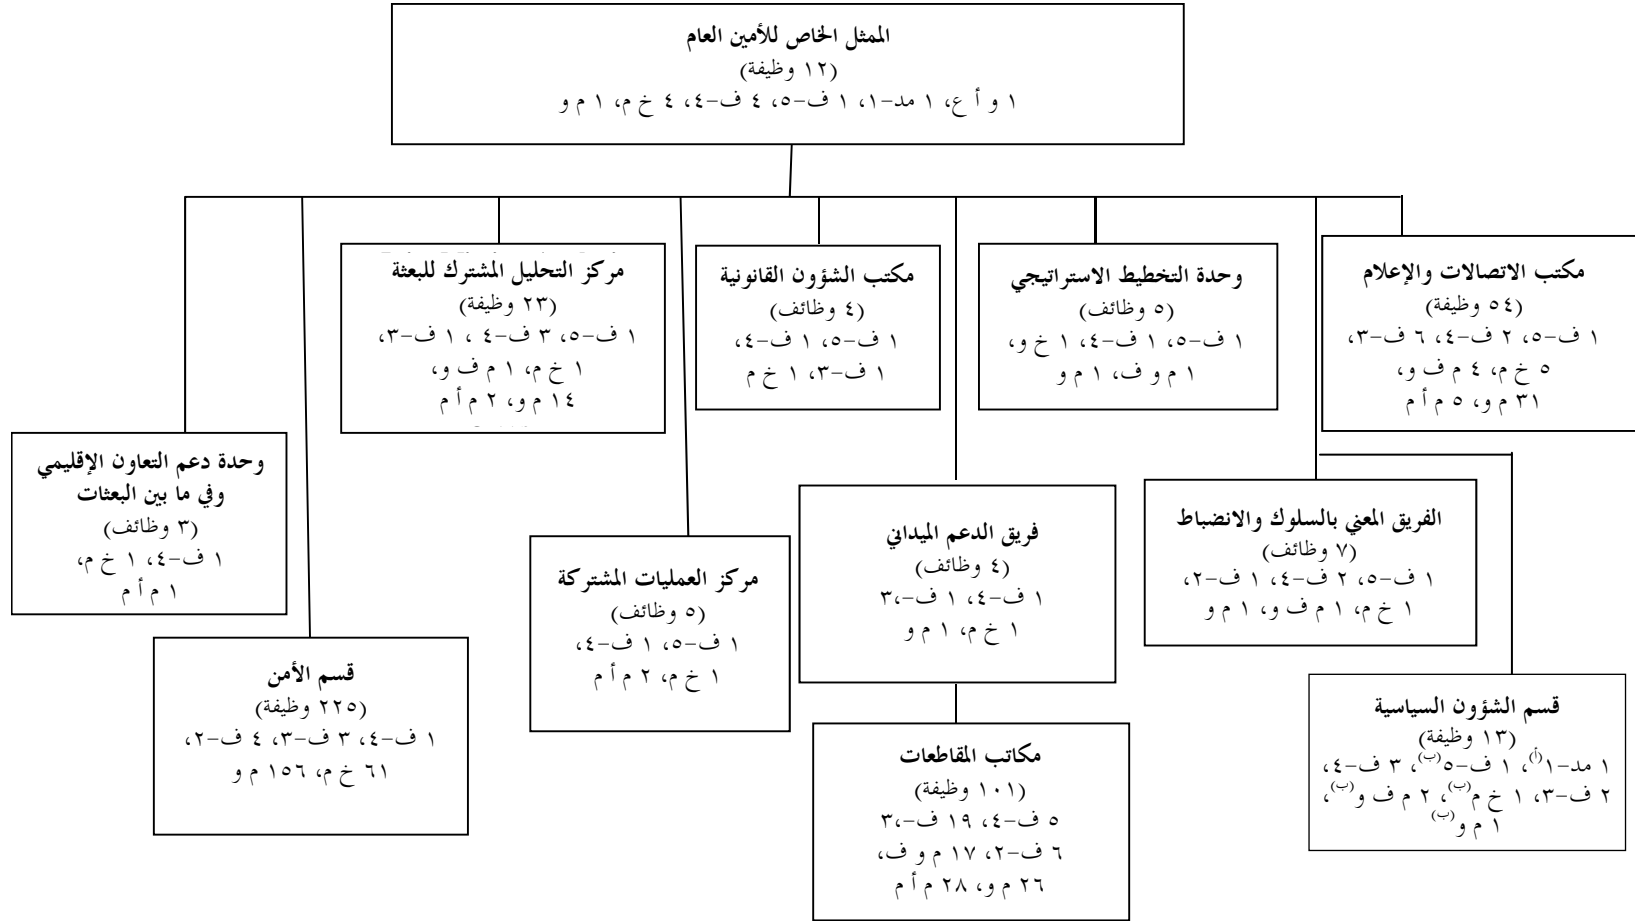 الممثل الخاص للأمين العام
(١٢ وظيفة)
١ و أ ع، ١ مد-١، ١ ف-٥، ٤ ف-٤، ٤ خ م، ١ م و
مكتب الاتصالات والإعلام
(٥٤ وظيفة)
١ ف-٥، ٢ ف-٤، ٦ ف-٣،
٥ خ م، ٤ م ف و،
٣١ م و، ٥ م أ م
وحدة التخطيط الاستراتيجي
(٥ وظائف)
١ ف-٥، ١ ف-٤، ١ خ و،
١ م و ف، ١ م و
مكتب الشؤون القانونية
(٤ وظائف)
١ ف-٥، ١ ف-٤،
١ ف-٣، ١ خ م
مركز التحليل المشترك للبعثة
(٢٣ وظيفة)
١ ف-٥، ٣ ف-٤ ، ١ ف-٣،
١ خ م، ١ م ف و،
١٤ م و، ٢ م أ م
وحدة دعم التعاون الإقليمي
وفي ما بين البعثات
(٣ وظائف)
١ ف-٤، ١ خ م،
١ م أ م
الفريق المعني بالسلوك والانضباط
(٧ وظائف)
١ ف-٥، ٢ ف-٤، ١ ف-٢،
١ خ م، ١ م ف و، ١ م و
فريق الدعم الميداني
(٤ وظائف)
١ ف-٤، ١ ف-٣،
١ خ م، ١ م و
مركز العمليات المشتركة
(٥ وظائف)
١ ف-٥، ١ ف-٤،
١ خ م، ٢ م أ م
قسم الأمن
(٢٢٥ وظيفة)
١ ف-٤، ٣ ف-٣، ٤ ف-٢،
٦١ خ م، ١٥٦ م و
قسم الشؤون السياسية
(١٣ وظيفة)
١ مد-١(أ)، ١ ف-٥(ب)، ٣ ف-٤،
٢ ف-٣، ١ خ م(ب)، ٢ م ف و(ب)،
١ م و(ب)
مكاتب المقاطعات
(١٠١ وظيفة)
٥ ف-٤، ١٩ ف-٣،
٦ ف-٢، ١٧ م و ف،
٢٦ م و، ٢٨ م أ م